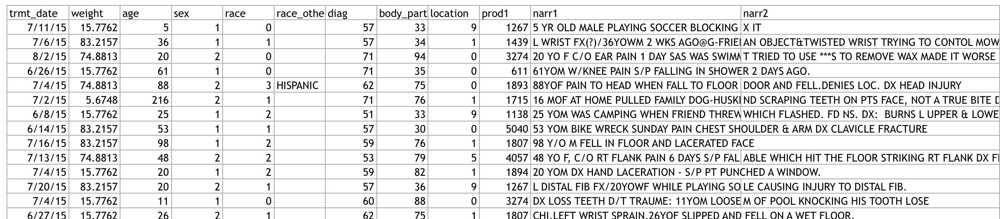 trmt_date weight age sex race race_othe diag body_part location prod1 narr1 narr2
7/11/15 15.7762 5 1 0 57 33 9 1267 5 YR OLD MALE PLAYING SOCCER BLOCKING X IT
7/6/15 83.2157 36 1 1 57 34 1 1439 L WRIST FX(?)/36YOWM 2 WKS AGO@G-FRIE AN OBJECT&TWISTED WRIST TRYING TO CONTOL MOW
8/2/15 74.8813 20 2 0 71 94 0 3274 20 YO F C/O EAR PAIN 1 DAY SAS WAS SWIMM T TRIED TO USE ***S TO REMOVE WAX MADE IT WORSE
6/26/15 15.7762 61 1 0 71 35 0 611 61YOM W/KNEE PAIN S/P FALLING IN SHOWER 2 DAYS AGO.
7/4/15 74.8813 88 2 3 HISPANIC 62 75 0 1893 88YOF PAIN TO HEAD WHEN FALL TO FLOOR DOOR AND FELL.DENIES LOC. DX HEAD INJURY
7/2/15 5.6748 216 2 1 71 76 1 1715 16 MOF AT HOME PULLED FAMILY DOG-HUSKI ND SCRAPING TEETH ON PTS FACE, NOT A TRUE BITE D
6/8/15 15.7762 25 1 2 51 33 9 1138 25 YOM WAS CAMPING WHEN FRIEND THREW WHICH FLASHED. FD NS. DX: BURNS L UPPER & LOWE
6/14/15 83.2157 53 1 1 57 30 0 5040 53 YOM BIKE WRECK SUNDAY PAIN CHEST SHOULDER & ARM DX CLAVICLE FRACTURE
7/16/15 83.2157 98 1 2 59 76 1 1807 98 Y/O M FELL IN FLOOR AND LACERATED FACE
7/13/15 74.8813 48 2 2 53 79 5 4057 48 YO F, C/O RT FLANK PAIN 6 DAYS S/P FAL ABLE WHICH HIT THE FLOOR STRIKING RT FLANK DX F
7/4/15 15.7762 20 1 2 59 82 1 1894 20 YOM DX HAND LACERATION - S/P PT PUNCHED A WINDOW.
7/20/15 83.2157 20 2 1 57 36 9 1267 L DISTAL FIB FX/20YOWF WHILE PLAYING SO LE CAUSING INJURY TO DISTAL FIB.
7/4/15 15.7762 11 1 0 60 88 0 3274 DX LOSS TEETH D/T TRAUME: 11YOM LOOSE M OF POOL KNOCKING HIS TOOTH LOSE
6/27/15 15.7762 26 2 1 62 75 1 1807 CHI.LEFT WRIST SPRAIN.26YOF SLIPPED AND FELL ON A WET FLOOR.